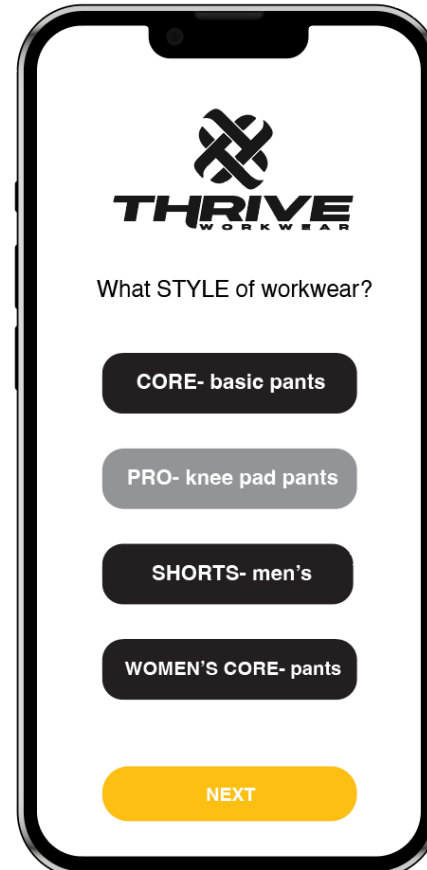 THRIVE
WORKWEAR
What STYLE of workwear?
CORE- basic pants
PRO- knee pad pants
SHORTS- men’s
WOMEN’S CORE- pants
NEXT